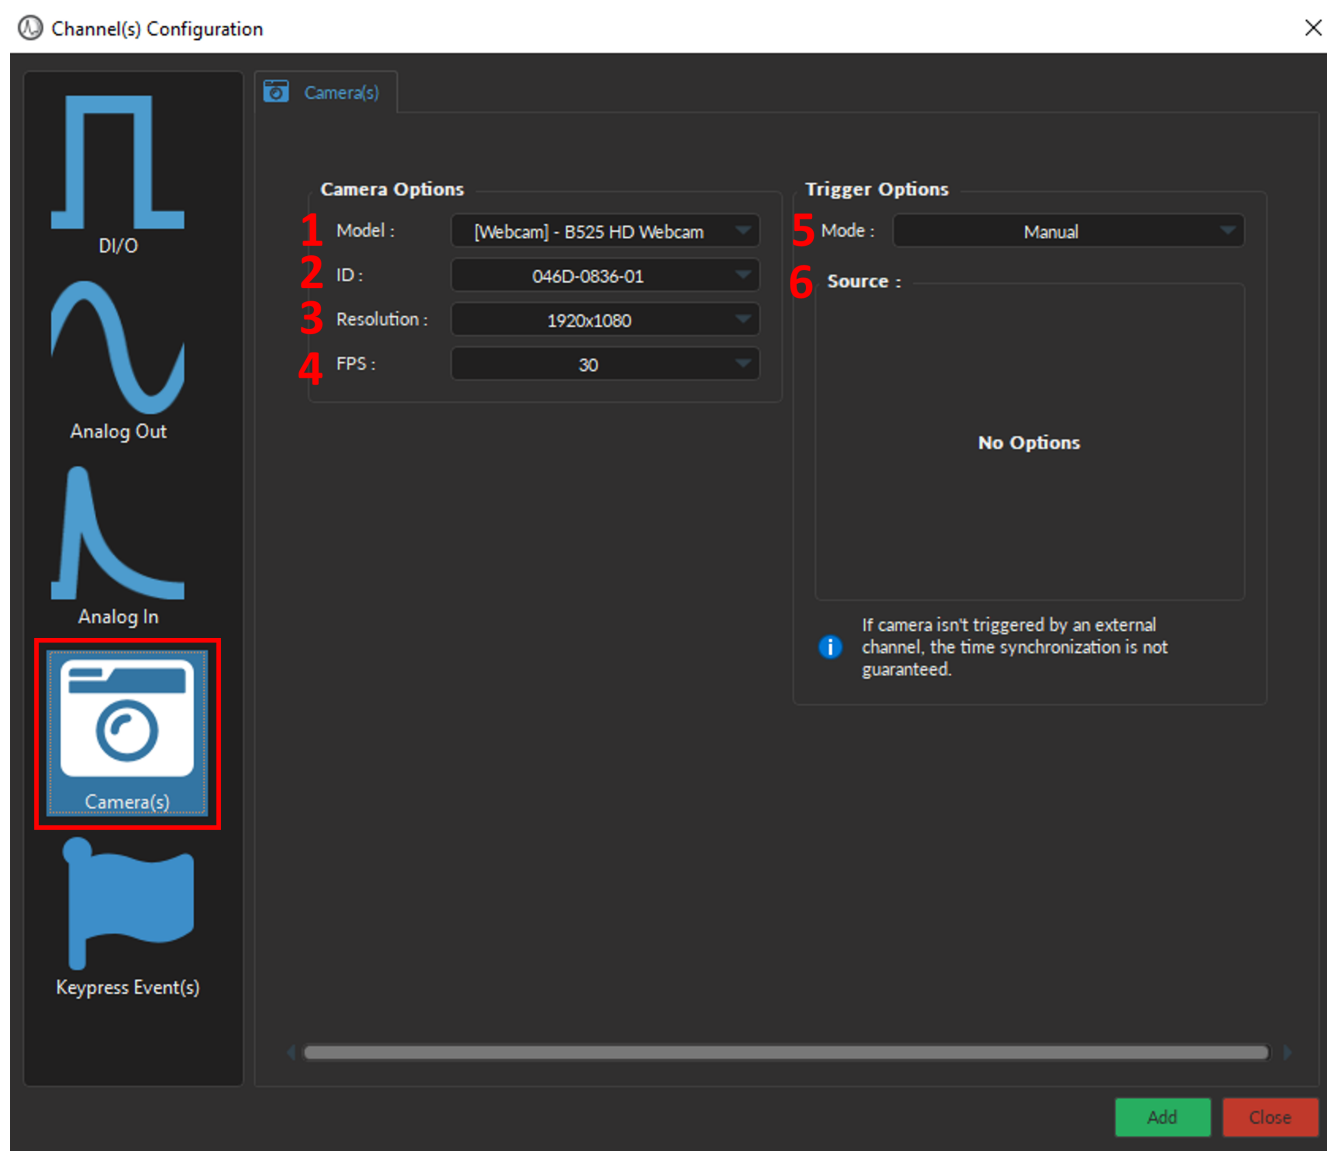 Channel(s) Configuration
DI/O
Analog Out
Analog In
Camera(s)
Keypress Event(s)
Camera(s)
Camera Options
1 Model : [Webcam] - B525 HD Webcam
2 ID : 046D-0836-01
3 Resolution : 1920x1080
4 FPS : 30
Trigger Options
5 Mode : Manual
6 Source :
No Options
If camera isn't triggered by an external
channel, the time synchronization is not
guaranteed.
Add Close